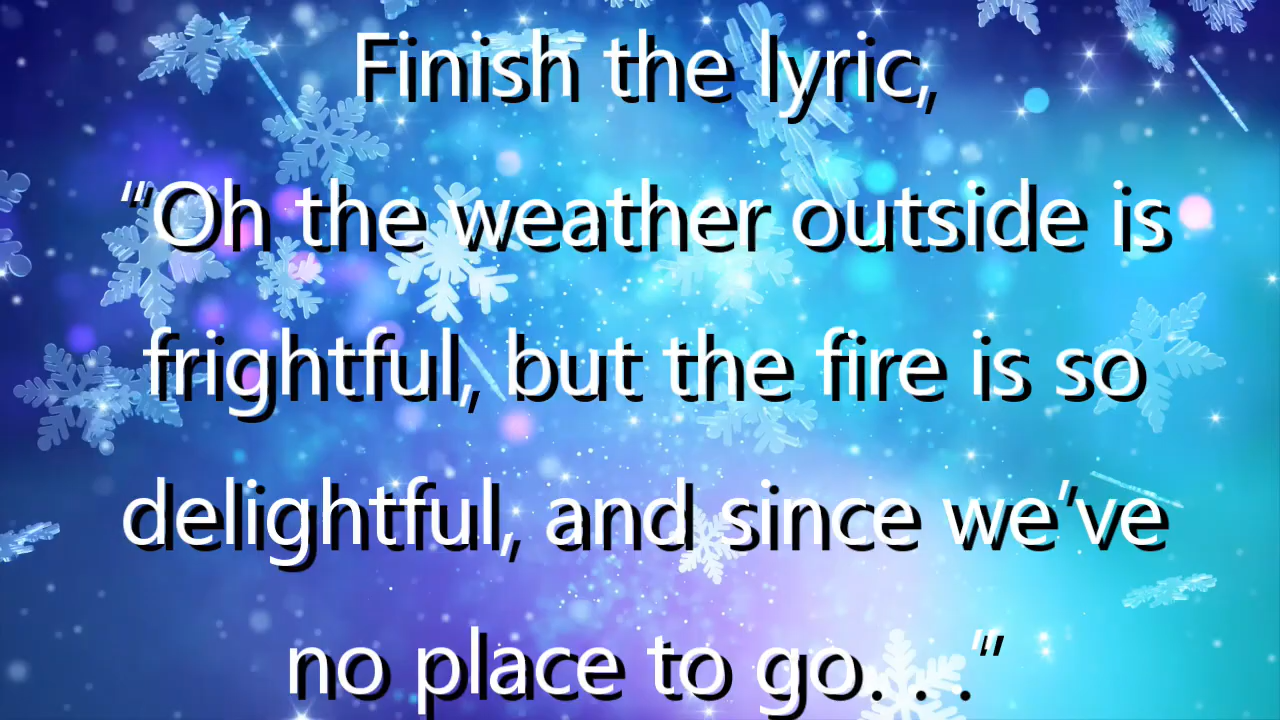 Finish the lyric,
“Oh the weather outside is
frightful, but the fire is so
delightful, and since we’ve
no place to go. . .”